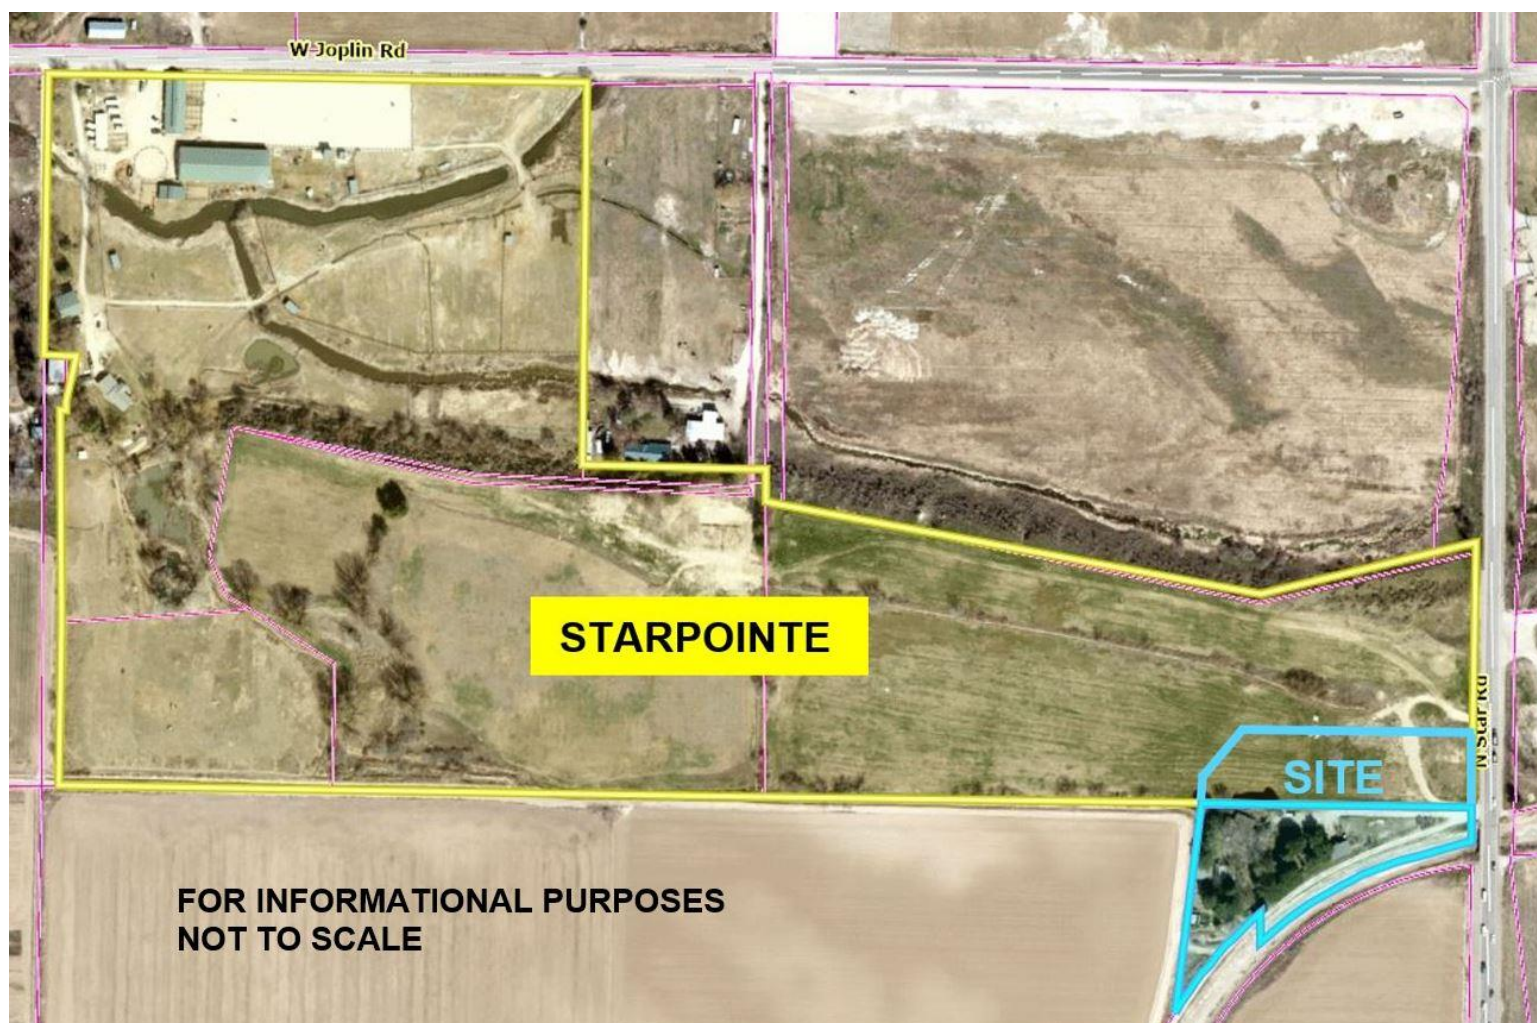 W Joplin Rd
STARPOINTE
N Star Rd
SITE
FOR INFORMATIONAL PURPOSES
NOT TO SCALE